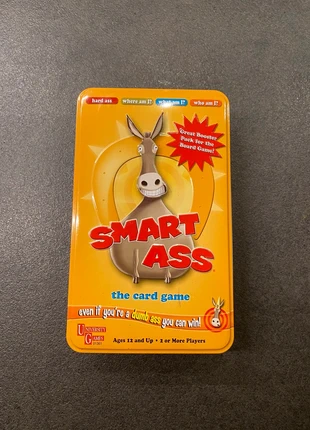 hard ass where am I? what am I? who am I?
Great Booster
Pack for the
Board Game!
SMART
ASS
the card game
even if you're a dumb ass you can win!
UNIVERSITY
GAMES
Ages 12 and Up • 2 or More Players